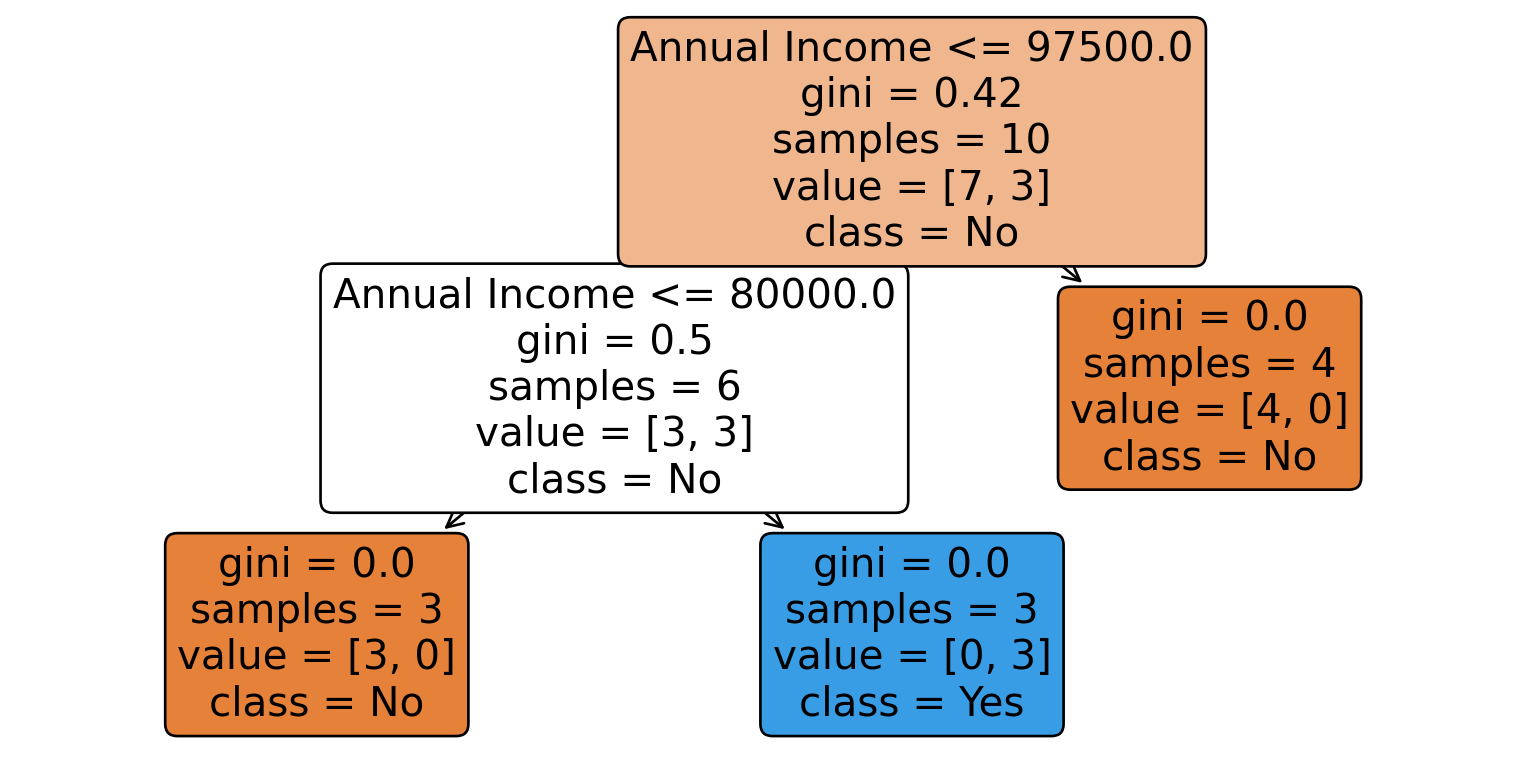 Annual Income <= 97500.0
gini = 0.42
samples = 10
value = [7, 3]
class = No
Annual Income <= 80000.0
gini = 0.5
samples = 6
value = [3, 3]
class = No
gini = 0.0
samples = 4
value = [4, 0]
class = No
gini = 0.0
samples = 3
value = [3, 0]
class = No
gini = 0.0
samples = 3
value = [0, 3]
class = Yes